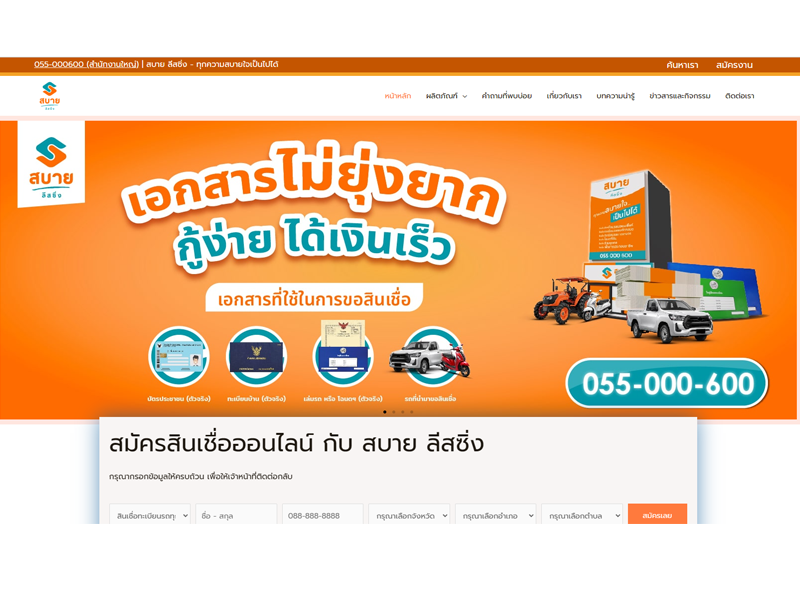 055-000600 (สำนักงานใหญ่) | สบาย ลีสซิ่ง - ทุกความสบายใจเป็นไปได้
ค้นหาเรา สมัครงาน
สบาย
หน้าหลัก ผลิตภัณฑ์ คำถามที่พบบ่อย เกี่ยวกับเรา บทความน่ารู้ ข่าวสารและกิจกรรม ติดต่อเรา
สบาย
ลีสซิ่ง
เอกสารไม่ยุ่งยาก
กู้ง่าย ได้เงินเร็ว
สบาย
เป็นไปได้
055 000 600
เอกสารที่ใช้ในการขอสินเชื่อ
บัตรประชาชน (ตัวจริง) ทะเบียนบ้าน (ตัวจริง) เล่มรถ หรือ โฉนดฯ (ตัวจริง) รถที่นำมาขอสินเชื่อ
055-000-600
สมัครสินเชื่อออนไลน์ กับ สบาย ลีสซิ่ง
กรุณากรอกข้อมูลให้ครบถ้วน เพื่อให้เจ้าหน้าที่ติดต่อกลับ
สินเชื่อทะเบียนรถทุ ชื่อ - สกุล 088-888-8888 กรุณาเลือกจังหวัด กรุณาเลือกอำเภอ กรุณาเลือกตำบล สมัครเลย